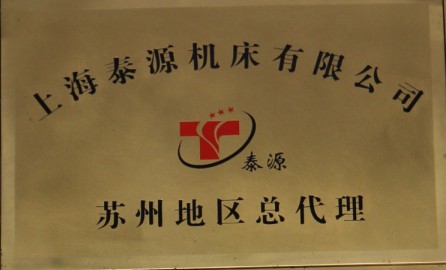 上海泰源机床有限公司
泰源
苏州地区总代理